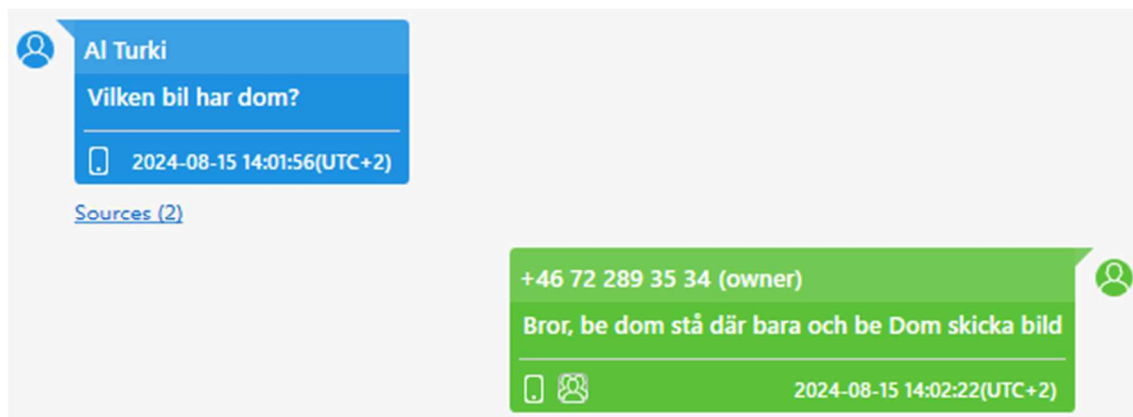 Al Turki
Vilken bil har dom?
2024-08-15 14:01:56(UTC+2)
Sources (2)
+46 72 289 35 34 (owner)
Bror, be dom stå där bara och be Dom skicka bild
2024-08-15 14:02:22(UTC+2)